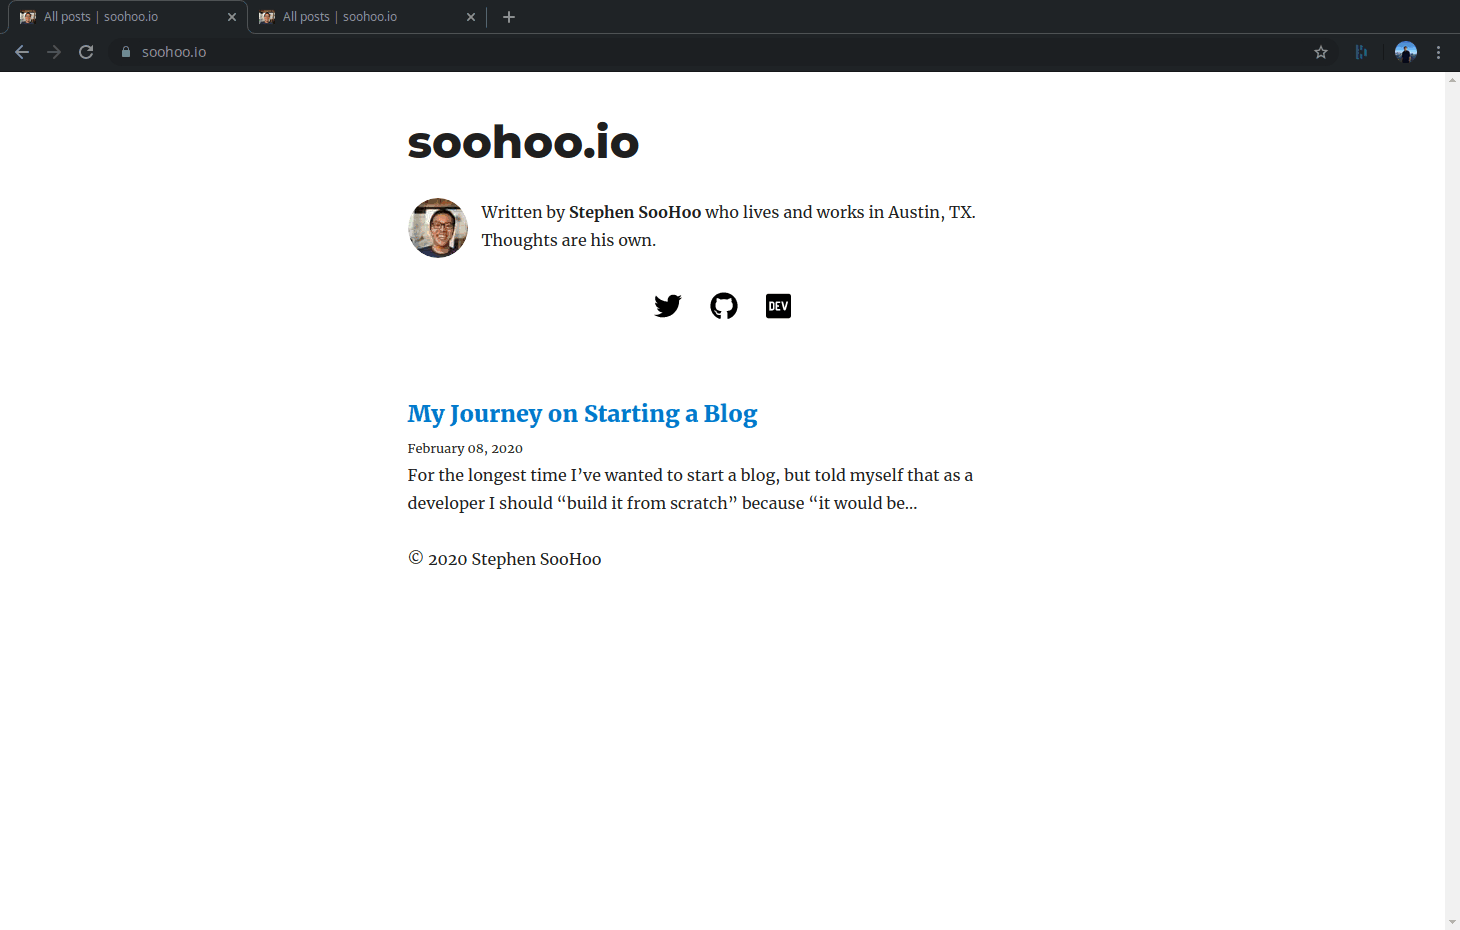 All posts | soohoo.io
All posts | soohoo.io
soohoo.io
soohoo.io
Written by Stephen SooHoo who lives and works in Austin, TX.
Thoughts are his own.
DEV
My Journey on Starting a Blog
February 08, 2020
For the longest time I’ve wanted to start a blog, but told myself that as a
developer I should “build it from scratch” because “it would be…
© 2020 Stephen SooHoo